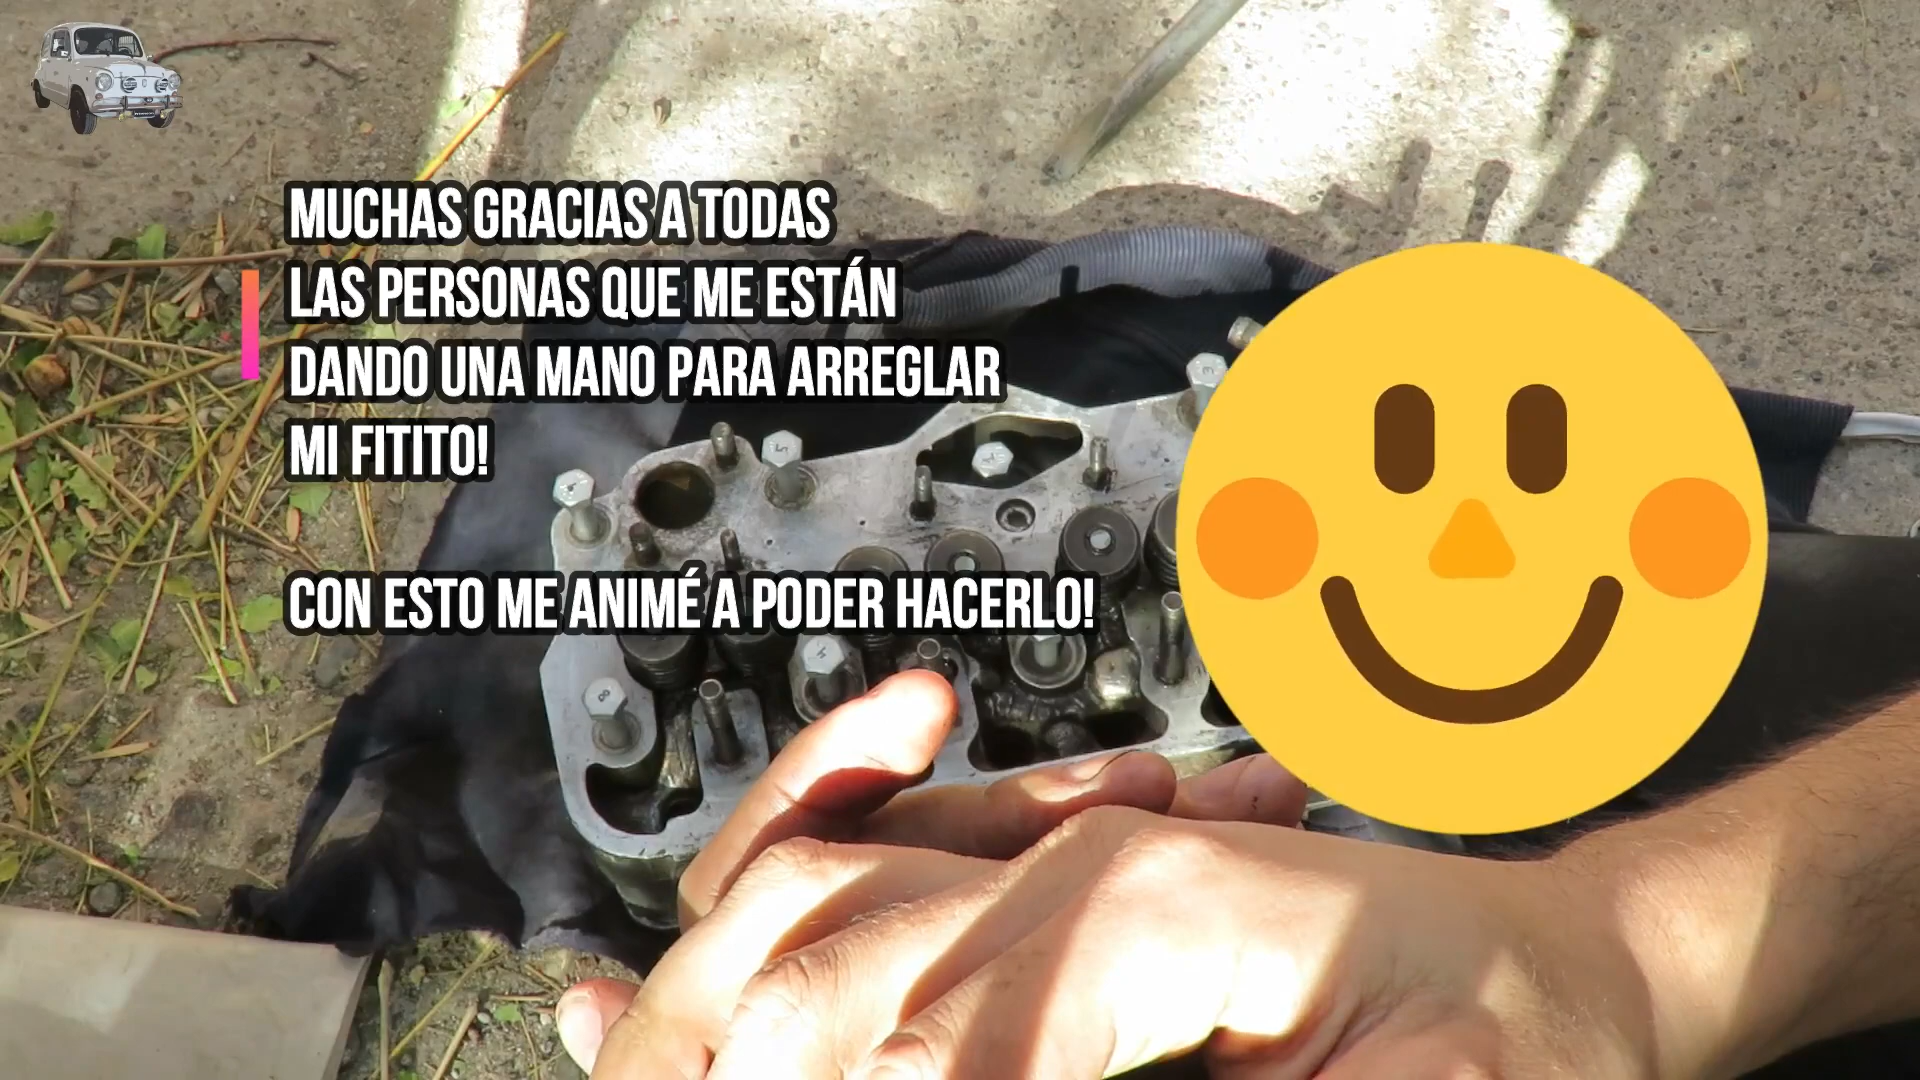 MUCHAS GRACIAS A TODAS
LAS PERSONAS QUE ME ESTÁN
DANDO UNA MANO PARA ARREGLAR
MI FITITO!
CON ESTO ME ANIMÉ A PODER HACERLO!